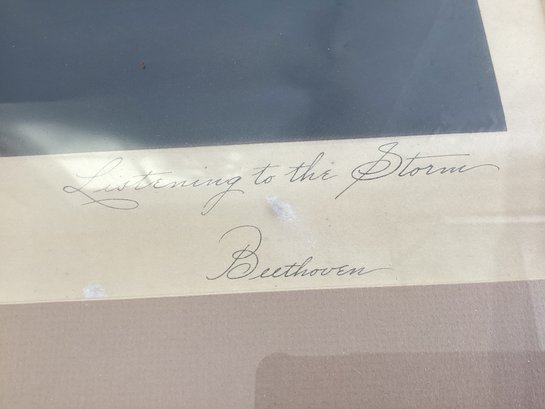 Listening to the Storm
Beethoven